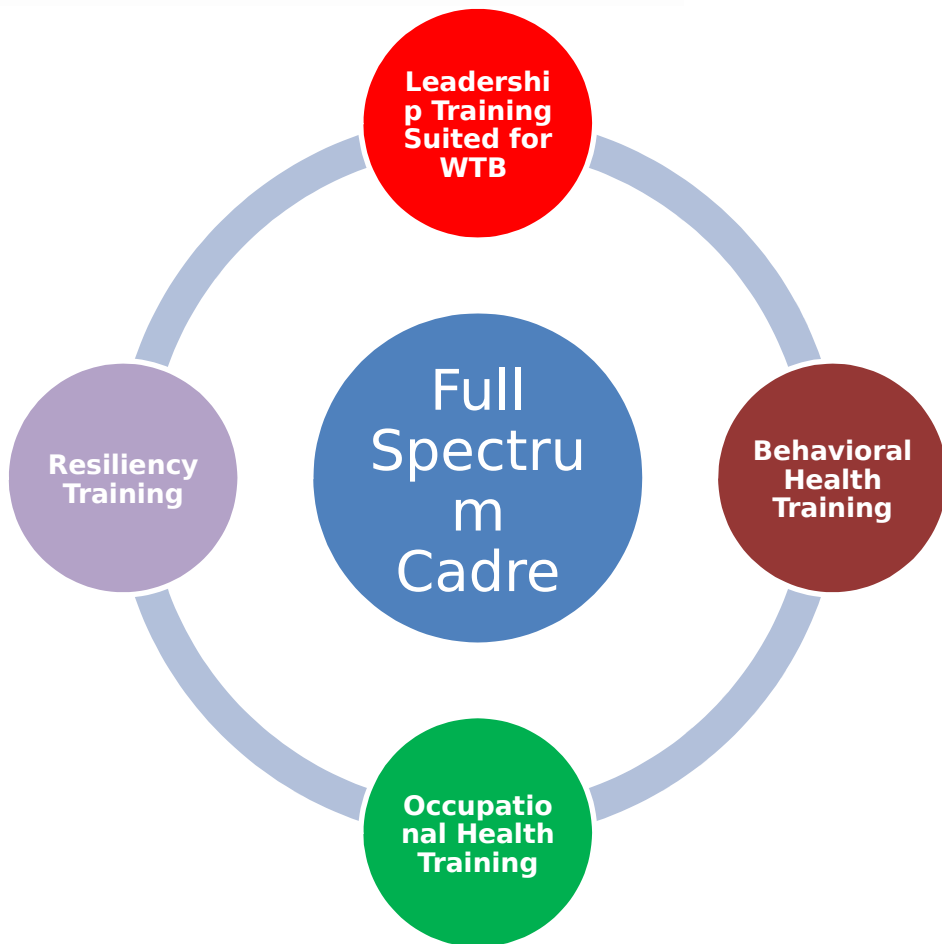 Leadershi
p Training
Suited for
WTB
Full
Spectru
m
Cadre
Resiliency
Training
Behavioral
Health
Training
Occupatio
nal Health
Training